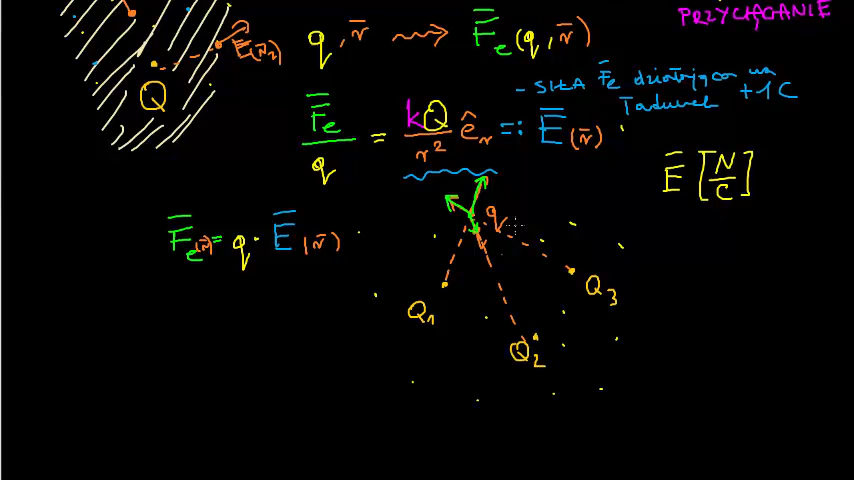 PRZYCIĄGANIE
q, r̄ ⟿ F̄e(q, r̄)
Ē(r̄₂)
Q
- SIŁA F̄e działająca na
Ładunek +1C
F̄e/q = kQ/r² êr =: Ē(r̄)
Ē [N/C]
F̄e(r̄) = q · Ē(r̄)
q
Q₁
Q₂
Q₃